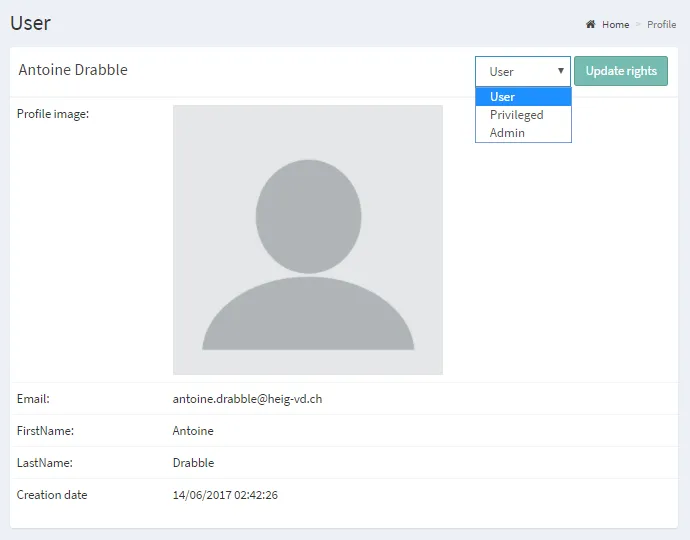 User
Home » Profile
Antoine Drabble
User
Update rights
User
Privileged
Admin
Profile image:
Email: antoine.drabble@heig-vd.ch
FirstName: Antoine
LastName: Drabble
Creation date 14/06/2017 02:42:26